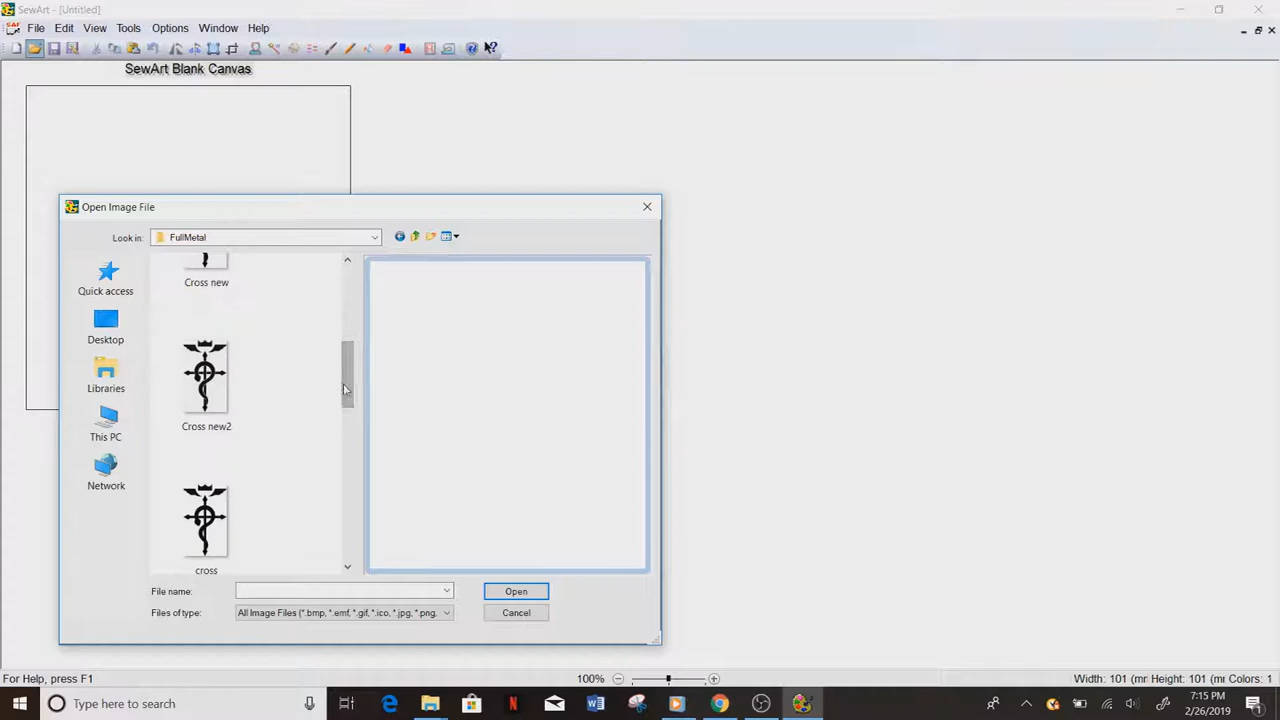 SewArt - [Untitled]
File Edit View Tools Options Window Help
SewArt Blank Canvas
Open Image File
Look in: FullMetal
Quick access
Desktop
Libraries
This PC
Network
Cross new
Cross new2
cross
File name:
Open
Files of type: All Image Files (*.bmp, *.emf, *.gif, *.ico, *.jpg, *.png,
Cancel
For Help, press F1
100%
Width: 101 (mr Height: 101 (mr Colors: 1
Type here to search
7:15 PM
2/26/2019